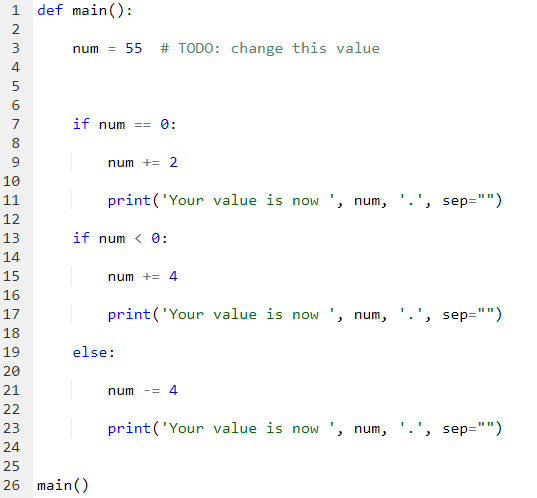 1 def main():
2
3     num = 55  # TODO: change this value
4
5
6
7     if num == 0:
8
9         num += 2
10
11         print('Your value is now ', num, '.', sep="")
12
13     if num < 0:
14
15         num += 4
16
17         print('Your value is now ', num, '.', sep="")
18
19     else:
20
21         num -= 4
22
23         print('Your value is now ', num, '.', sep="")
24
25
26 main()